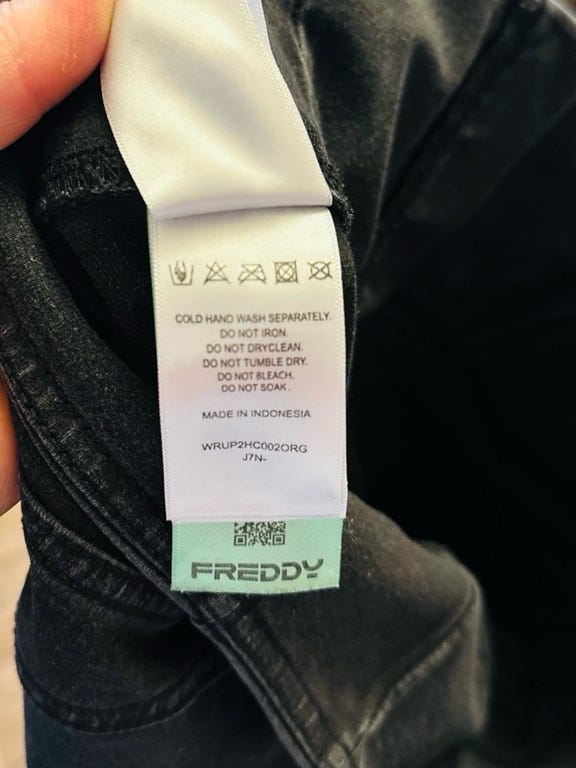 COLD HAND WASH SEPARATELY.
DO NOT IRON.
DO NOT DRYCLEAN.
DO NOT TUMBLE DRY.
DO NOT BLEACH.
DO NOT SOAK.
MADE IN INDONESIA
WRUP2HC002ORG
J7N-
FREDDY